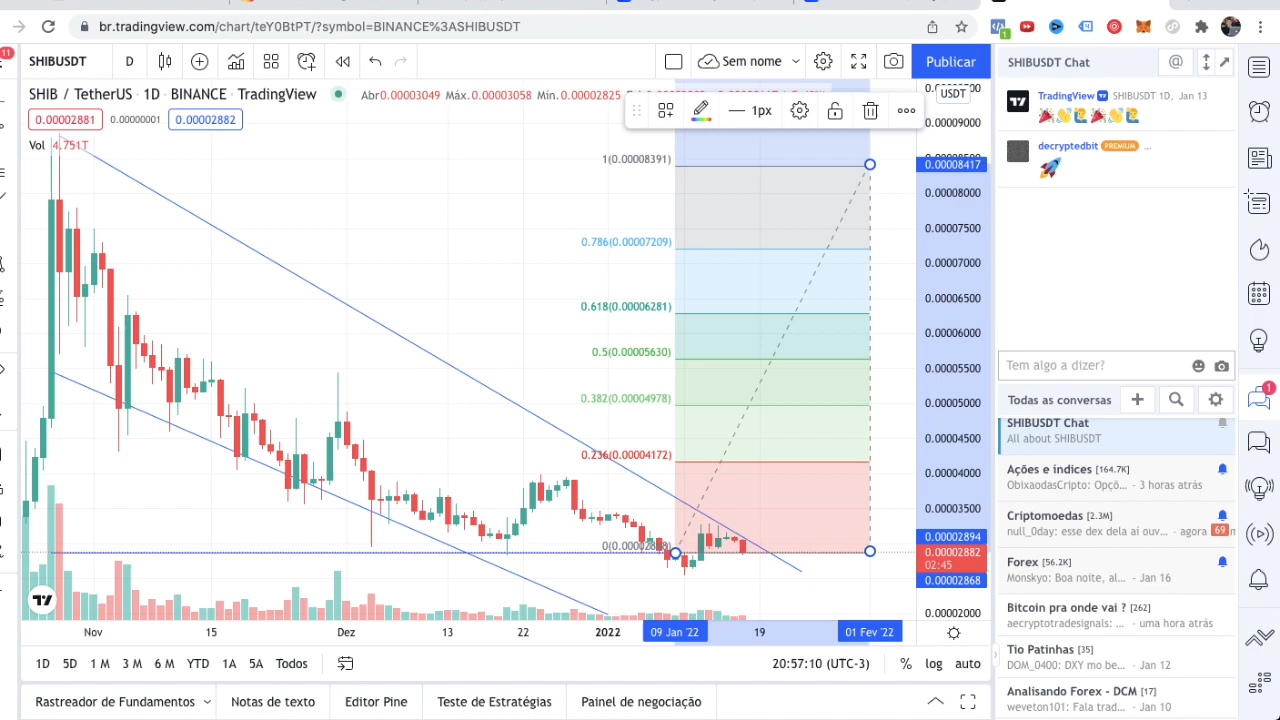 br.tradingview.com/chart/teY0BtPT/?symbol=BINANCE%3ASHIBUSDT
1
11
SHIBUSDT
D
Sem nome
Publicar
SHIBUSDT Chat
@
SHIB / TetherUS · 1D · BINANCE · TradingView
Abr0.00003049 Máx.0.00003058 Mín.0.00002825
USDT
1px
0.00002881
0.00000001
0.00002882
Vol 4.751T
TradingView SHIBUSDT 1D, Jan 13
decryptedbit PREMIUM ...
0.00009000
0.00008417
0.00008000
0.00007500
0.00007000
0.00006500
0.00006000
0.00005500
0.00005000
0.00004500
0.00004000
0.00003500
0.00002894
0.00002882
02:45
0.00002868
0.00002000
1(0.00008391)
0.786(0.00007209)
0.618(0.00006281)
0.5(0.00005630)
0.382(0.00004978)
0.236(0.00004172)
Tem algo a dizer?
1
Todas as conversas
SHIBUSDT Chat
All about SHIBUSDT
Ações e índices [164.7K]
ObixaodasCripto: Opçõ... - 3 horas atrás
Criptomoedas [2.3M]
null_0day: esse dex dela aí ouv... - agora 69
Forex [56.2K]
Monskyo: Boa noite, al... - Jan 16
Bitcoin pra onde vai ? [262]
aecryptotradesignals: ... - uma hora atrás
Tio Patinhas [35]
DOM_0400: DXY mo be... - Jan 12
Analisando Forex - DCM [17]
weveton101: Fala trad... - Jan 10
Nov
15
Dez
13
22
2022
09 Jan '22
19
01 Fev '22
1D 5D 1 M 3 M 6 M YTD 1A 5A Todos
20:57:10 (UTC-3)
% log auto
Rastreador de Fundamentos
Notas de texto
Editor Pine
Teste de Estratégias
Painel de negociação